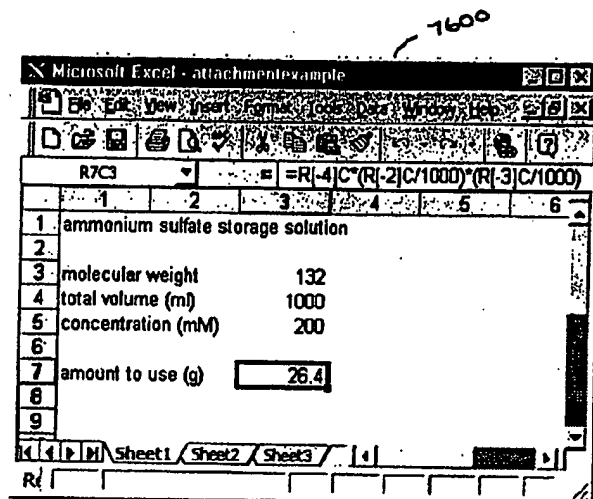 7600
Microsoft Excel - attachmentexample
File Edit View Insert Format Tools Data Window Help
R7C3 = =R[-4]C*(R[-2]C/1000)*(R[-3]C/1000)
1 2 3 4 5 6
1 ammonium sulfate storage solution
2
3 molecular weight 132
4 total volume (ml) 1000
5 concentration (mM) 200
6
7 amount to use (g) 26.4
8
9
Sheet1 Sheet2 Sheet3